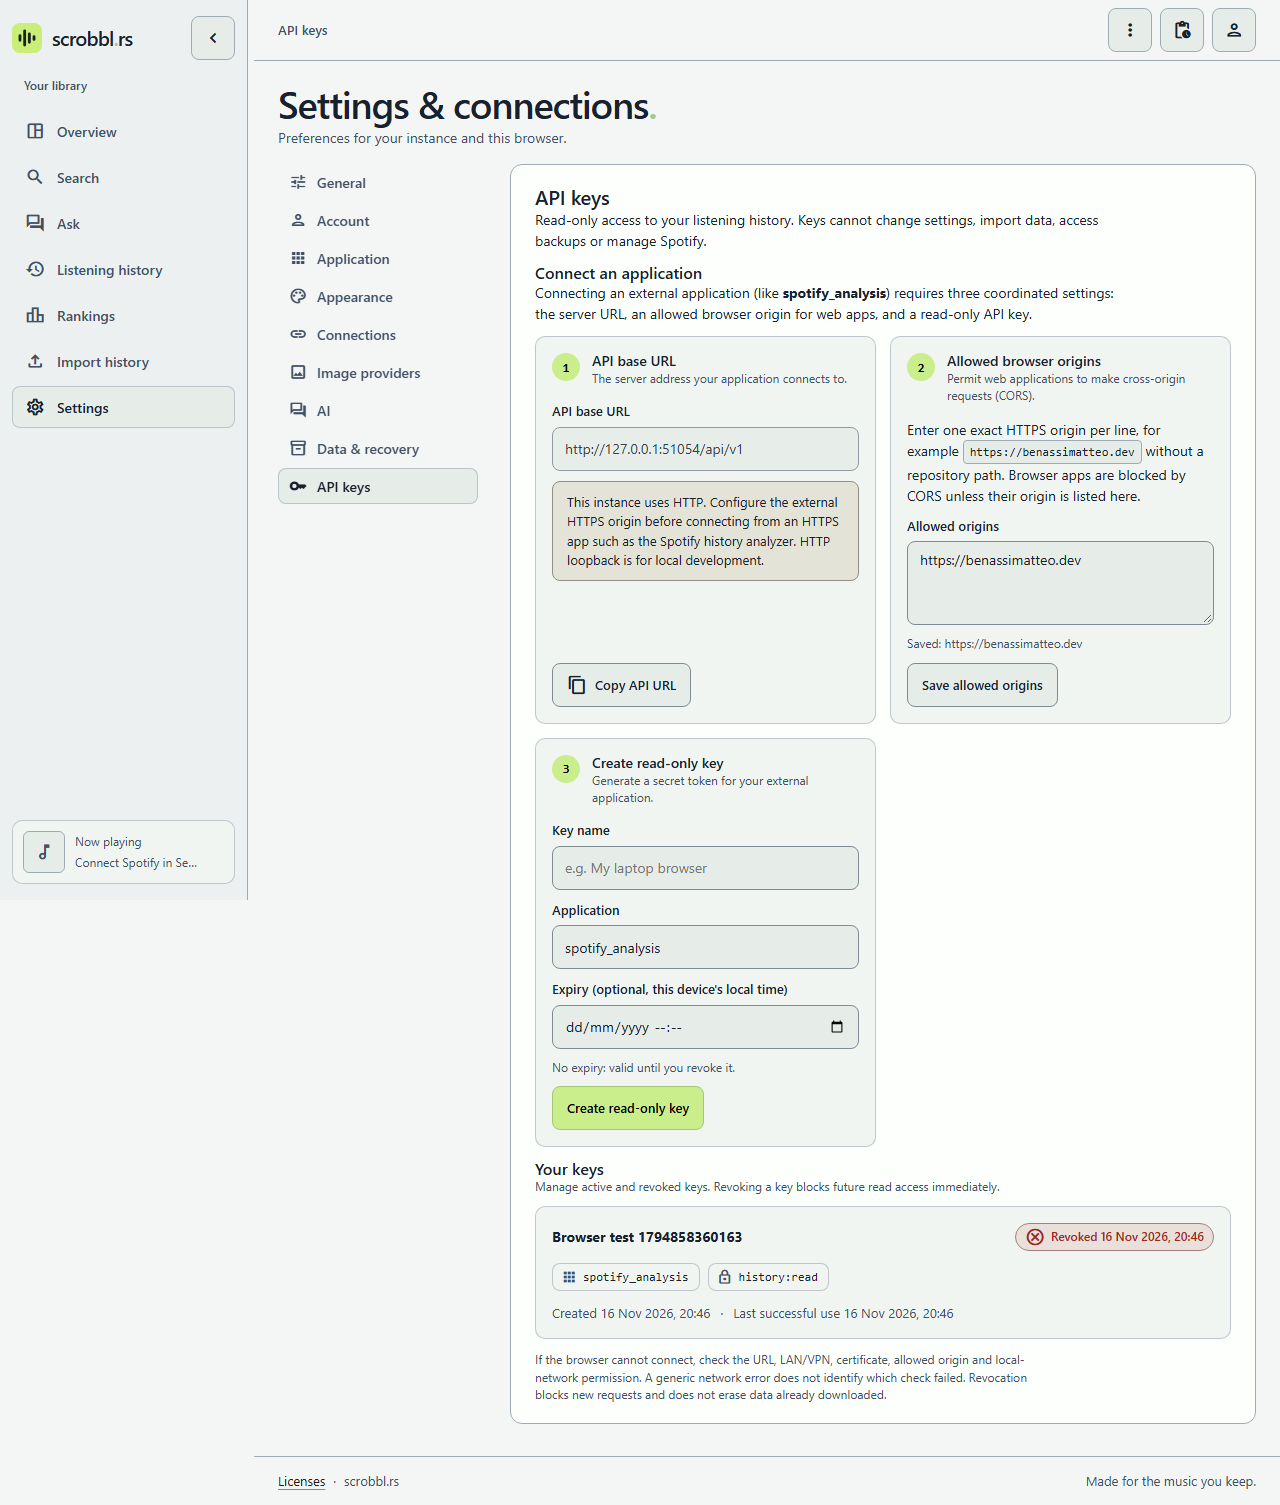 scrobbl.rs
Your library
Overview
Search
Ask
Listening history
Rankings
Import history
Settings
Now playing
Connect Spotify in Se...
API keys
Settings & connections.
Preferences for your instance and this browser.
General
Account
Application
Appearance
Connections
Image providers
AI
Data & recovery
API keys
API keys
Read-only access to your listening history. Keys cannot change settings, import data, access
backups or manage Spotify.
Connect an application
Connecting an external application (like spotify_analysis) requires three coordinated settings:
the server URL, an allowed browser origin for web apps, and a read-only API key.
1
API base URL
The server address your application connects to.
API base URL
http://127.0.0.1:51054/api/v1
This instance uses HTTP. Configure the external
HTTPS origin before connecting from an HTTPS
app such as the Spotify history analyzer. HTTP
loopback is for local development.
Copy API URL
2
Allowed browser origins
Permit web applications to make cross-origin
requests (CORS).
Enter one exact HTTPS origin per line, for
example https://benassimatteo.dev without a
repository path. Browser apps are blocked by
CORS unless their origin is listed here.
Allowed origins
https://benassimatteo.dev
Saved: https://benassimatteo.dev
Save allowed origins
3
Create read-only key
Generate a secret token for your external
application.
Key name
e.g. My laptop browser
Application
spotify_analysis
Expiry (optional, this device's local time)
dd/mm/yyyy --:--
No expiry: valid until you revoke it.
Create read-only key
Your keys
Manage active and revoked keys. Revoking a key blocks future read access immediately.
Browser test 1794858360163
Revoked 16 Nov 2026, 20:46
spotify_analysis
history:read
Created 16 Nov 2026, 20:46 · Last successful use 16 Nov 2026, 20:46
If the browser cannot connect, check the URL, LAN/VPN, certificate, allowed origin and local-
network permission. A generic network error does not identify which check failed. Revocation
blocks new requests and does not erase data already downloaded.
Licenses · scrobbl.rs
Made for the music you keep.